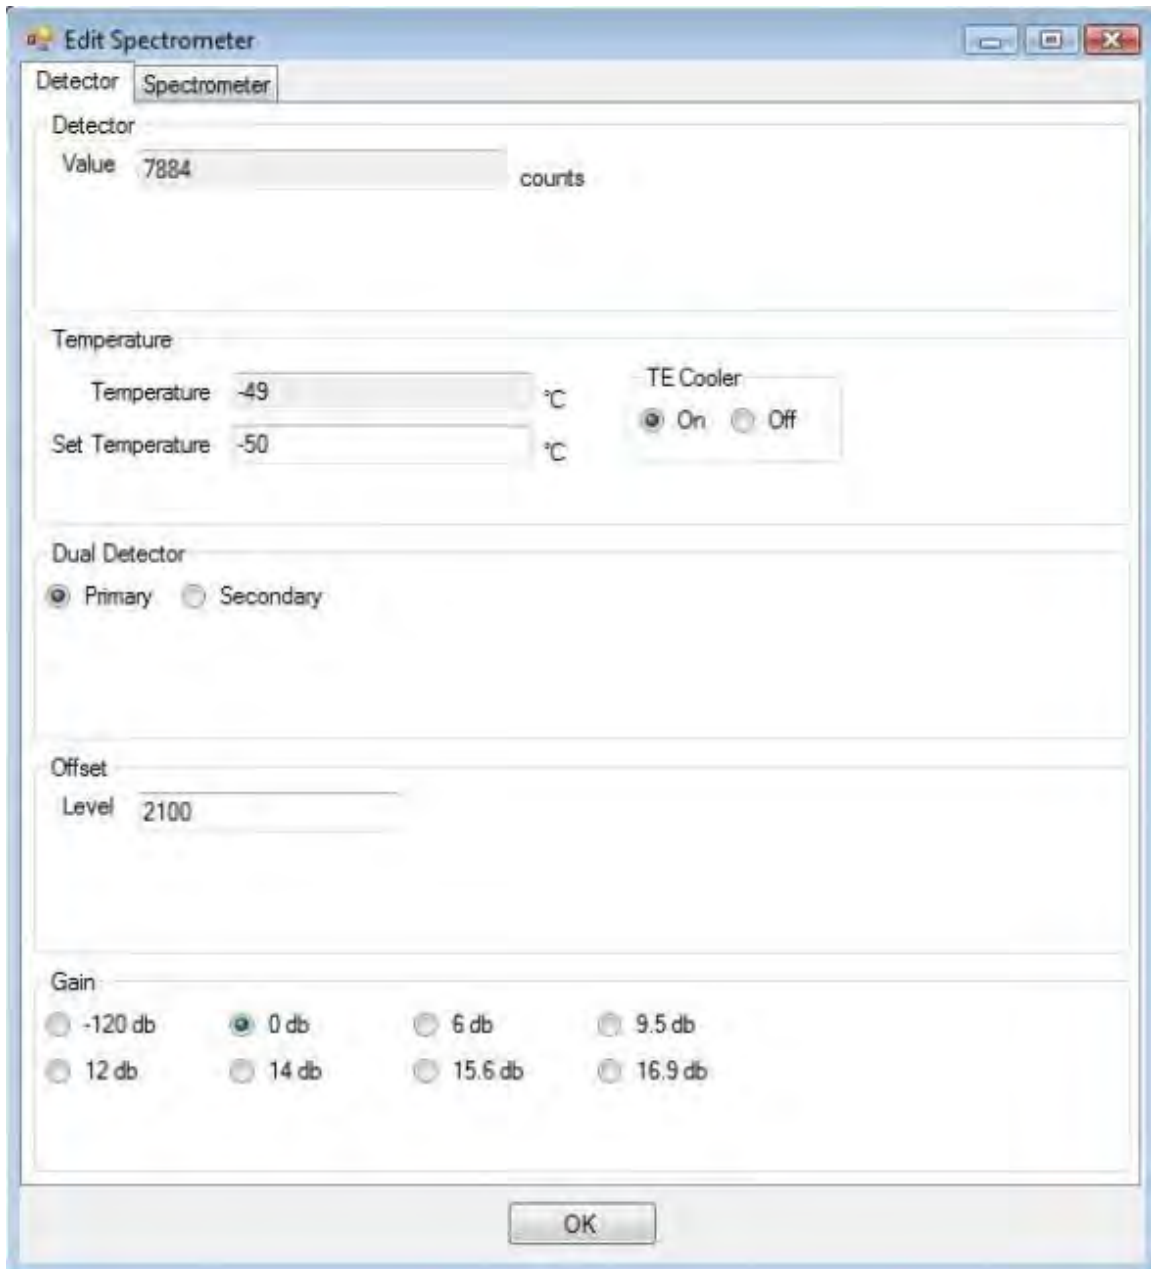 Edit Spectrometer
Detector Spectrometer
Detector
Value 7884 counts
Temperature
Temperature -49 °C
Set Temperature -50 °C
TE Cooler
On Off
Dual Detector
Primary Secondary
Offset
Level 2100
Gain
-120 db 0 db 6 db 9.5 db
12 db 14 db 15.6 db 16.9 db
OK